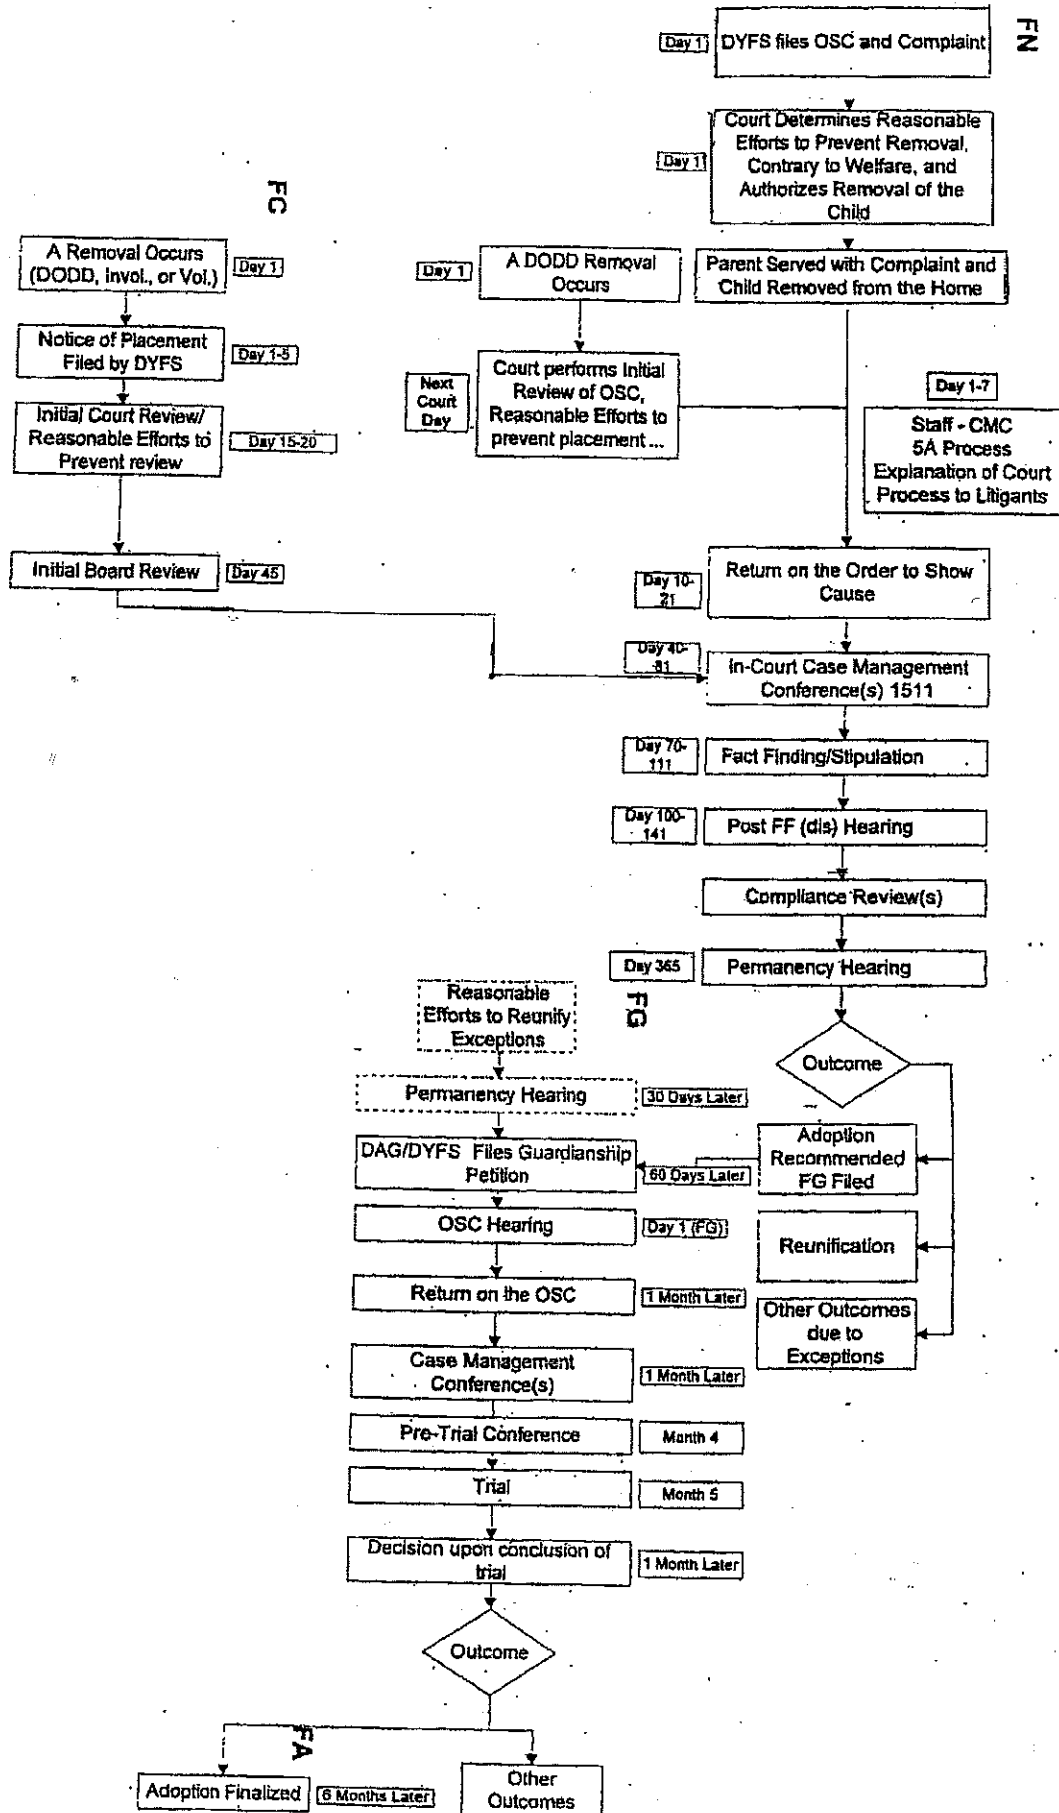 FN
Day 1
DYFS files OSC and Complaint
Day 1
Court Determines Reasonable
Efforts to Prevent Removal,
Contrary to Welfare, and
Authorizes Removal of the
Child
FC
A Removal Occurs
(DODD, Invol., or Vol.)
Day 1
Day 1
A DODD Removal
Occurs
Parent Served with Complaint and
Child Removed from the Home
Notice of Placement
Filed by DYFS
Day 1-5
Next
Court
Day
Court performs Initial
Review of OSC,
Reasonable Efforts to
prevent placement ...
Day 1-7
Staff - CMC
5A Process
Explanation of Court
Process to Litigants
Initial Court Review/
Reasonable Efforts to
Prevent review
Day 15-20
Initial Board Review
Day 45
Day 10-
21
Return on the Order to Show
Cause
Day 40-
81
In-Court Case Management
Conference(s) 1511
Day 70-
111
Fact Finding/Stipulation
Day 100-
141
Post FF (dis) Hearing
Compliance Review(s)
Day 365
Permanency Hearing
FG
Reasonable
Efforts to Reunify
Exceptions
Outcome
Permanency Hearing
30 Days Later
DAG/DYFS Files Guardianship
Petition
60 Days Later
Adoption
Recommended
FG Filed
OSC Hearing
Day 1 (FG)
Reunification
Return on the OSC
1 Month Later
Other Outcomes
due to
Exceptions
Case Management
Conference(s)
1 Month Later
Pre-Trial Conference
Month 4
Trial
Month 5
Decision upon conclusion of
trial
1 Month Later
Outcome
FA
Adoption Finalized
6 Months Later
Other
Outcomes